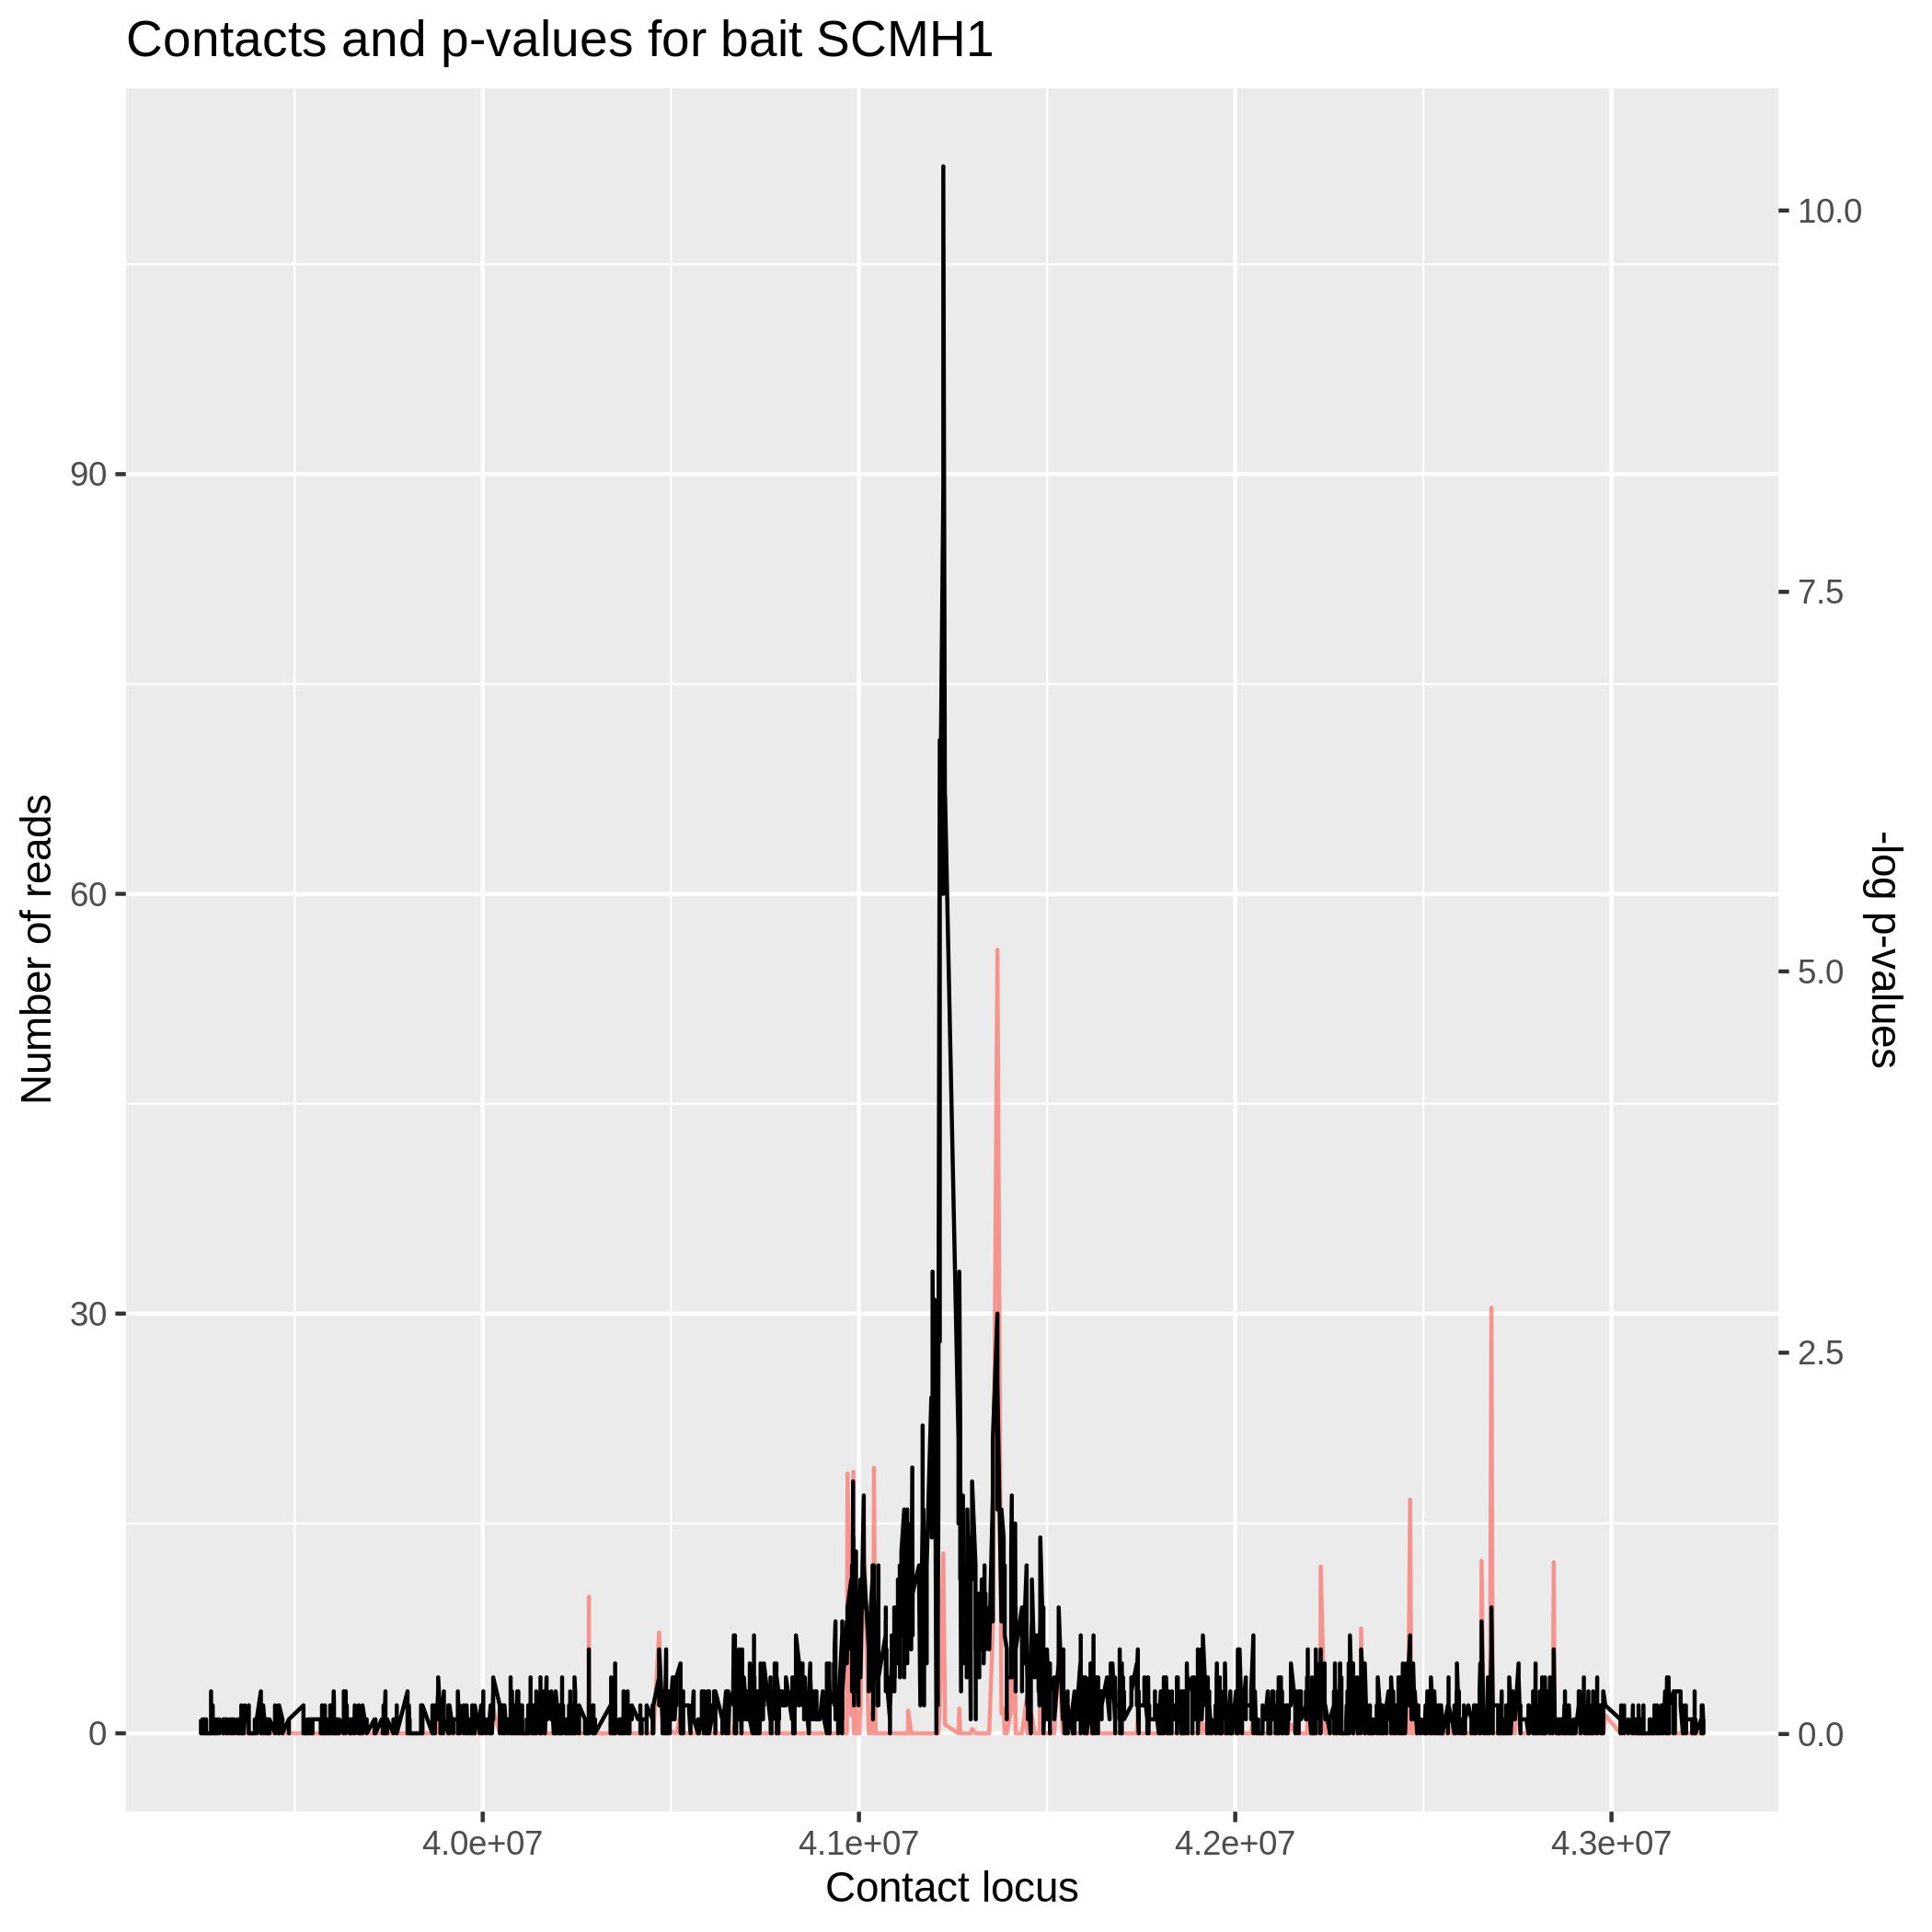 Contacts and p-values for bait SCMH1
10.0
90
7.5
Number of reads
60
5.0
-log p-values
30
2.5
0
0.0
4.0e+07 4.1e+07 4.2e+07 4.3e+07
Contact locus